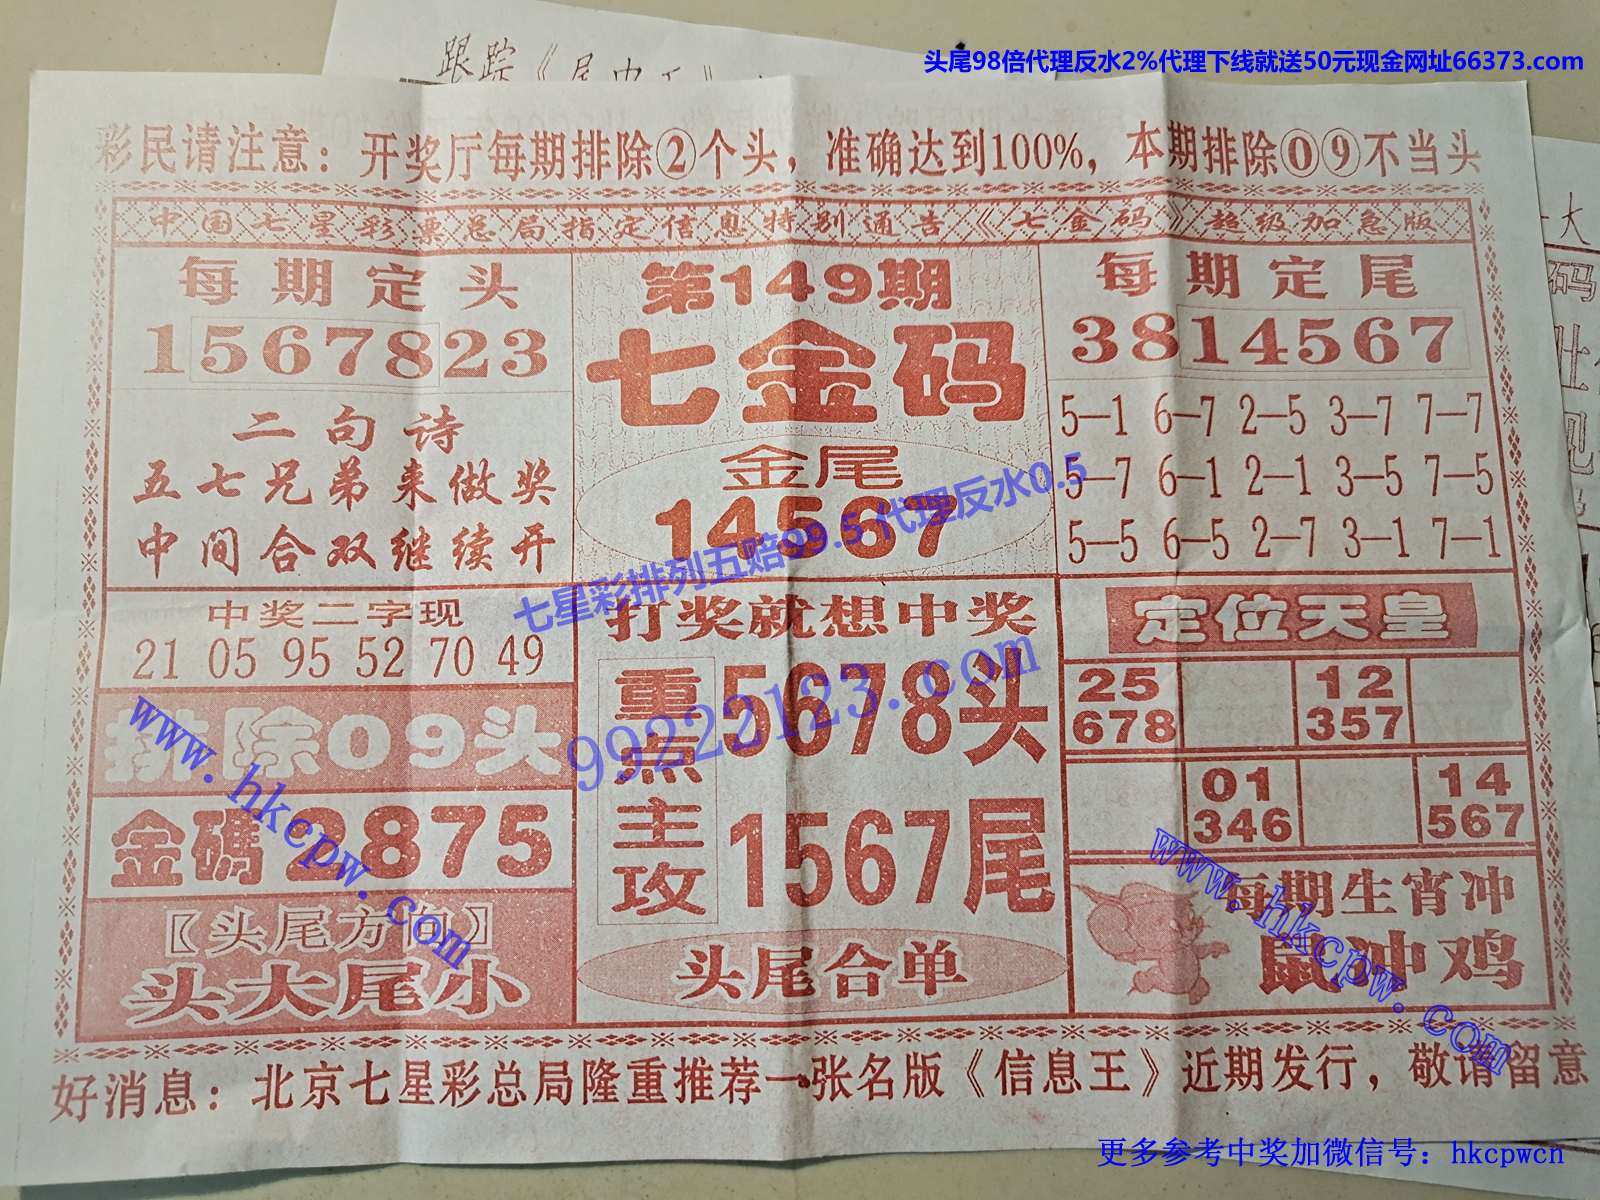 头尾98倍代理反水2%代理下线就送50元现金网址66373.com
跟踪《尾中王》
彩民请注意：开奖厅每期排除②个头，准确达到100%，本期排除⓪⑨不当头
中国七星彩票总局指定信息特别通告《七金码》超级加急版
每期定头
1567823
二句诗
五七兄弟来做奖
中间合双继续开
第149期
七金码
金尾
14567
每期定尾
3814567
5—1 6—7 2—5 3—7 7—7
5—7 6—1 2—1 3—5 7—5
5—5 6—5 2—7 3—1 7—1
七星彩排列五赔99.5 代理反水0.5
99222123.com
中奖二字现
21 05 95 52 70 49
排除09头
金碼2875
【头尾方向】
头大尾小
www.hkcpw.com
打奖就想中奖
重点主攻
5678头
1567尾
头尾合单
定位天皇
25 12
678 357
01 14
346 567
每期生宵冲
鼠冲鸡
www.hkcpw.com
好消息：北京七星彩总局隆重推荐一张名版《信息王》近期发行，敬请留意
更多参考中奖加微信号：hkcpwcn
大
码